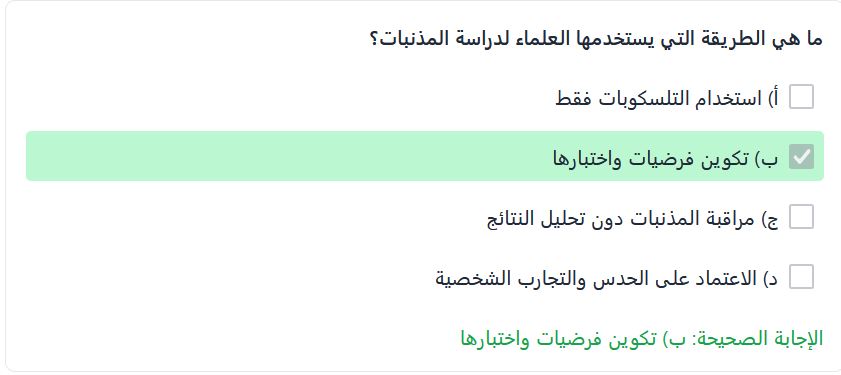 ما هي الطريقة التي يستخدمها العلماء لدراسة المذنبات؟
أ) استخدام التلسكوبات فقط
ب) تكوين فرضيات واختبارها
ج) مراقبة المذنبات دون تحليل النتائج
د) الاعتماد على الحدس والتجارب الشخصية
الإجابة الصحيحة: ب) تكوين فرضيات واختبارها